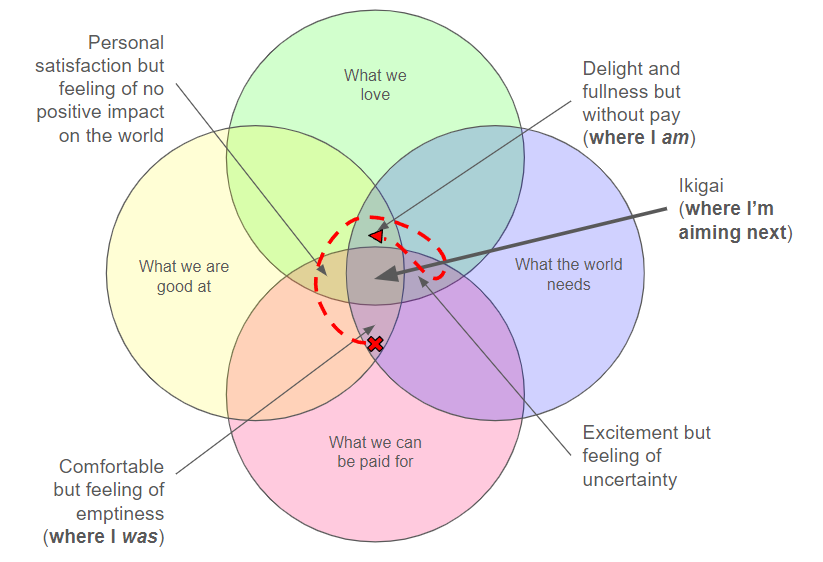 Personal
satisfaction but
feeling of no
positive impact
on the world
What we
love
Delight and
fullness but
without pay
(where I am)
Ikigai
(where I’m
aiming next)
What we are
good at
What the world
needs
What we can
be paid for
Comfortable
but feeling of
emptiness
(where I was)
Excitement but
feeling of
uncertainty